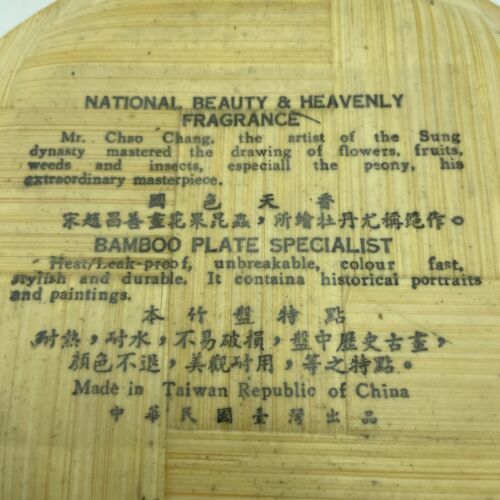 NATIONAL BEAUTY & HEAVENLY
FRAGRANCE
Mr. Chao Chang, the artist of the Sung
dynasty mastered the drawing of flowers, fruits,
weeds and insects, especiall the peony, his
extraordinary masterpiece.
國色天香
宋趙昌善畫花果昆蟲，所繪牡丹尤稱絕作。
BAMBOO PLATE SPECIALIST
Heat/Leak-proof, unbreakable, colour fast,
stylish and durable. It containa historical portraits
and paintings.
本竹盤特點
耐熱，耐水，不易破損，盤中歷史古畫，
顏色不退，美觀耐用，等之特點。
Made in Taiwan Republic of China
中華民國臺灣出品